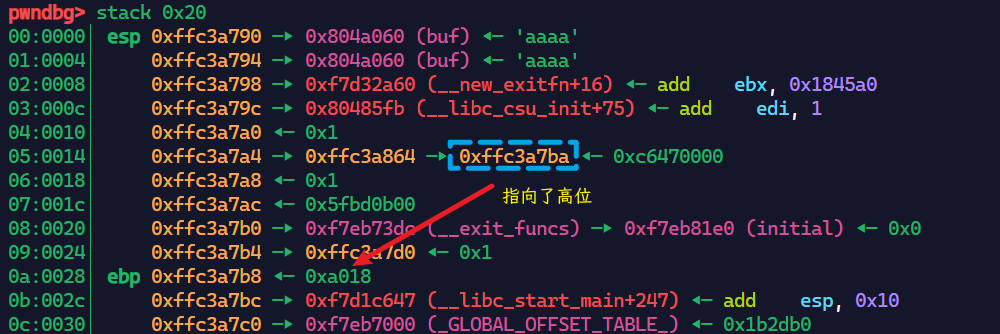 pwndbg> stack 0x20
00:0000│ esp 0xffc3a790 —▸ 0x804a060 (buf) ◂— 'aaaa'
01:0004│     0xffc3a794 —▸ 0x804a060 (buf) ◂— 'aaaa'
02:0008│     0xffc3a798 —▸ 0xf7d32a60 (__new_exitfn+16) ◂— add    ebx, 0x1845a0
03:000c│     0xffc3a79c —▸ 0x80485fb (__libc_csu_init+75) ◂— add    edi, 1
04:0010│     0xffc3a7a0 ◂— 0x1
05:0014│     0xffc3a7a4 —▸ 0xffc3a864 —▸ 0xffc3a7ba ◂— 0xc6470000
06:0018│     0xffc3a7a8 ◂— 0x1
指向了高位
07:001c│     0xffc3a7ac ◂— 0x5fbd0b00
08:0020│     0xffc3a7b0 —▸ 0xf7eb73dc (__exit_funcs) —▸ 0xf7eb81e0 (initial) ◂— 0x0
09:0024│     0xffc3a7b4 —▸ 0xffc3a7d0 ◂— 0x1
0a:0028│ ebp 0xffc3a7b8 ◂— 0xa018
0b:002c│     0xffc3a7bc —▸ 0xf7d1c647 (__libc_start_main+247) ◂— add    esp, 0x10
0c:0030│     0xffc3a7c0 —▸ 0xf7eb7000 (_GLOBAL_OFFSET_TABLE_) ◂— 0x1b2db0